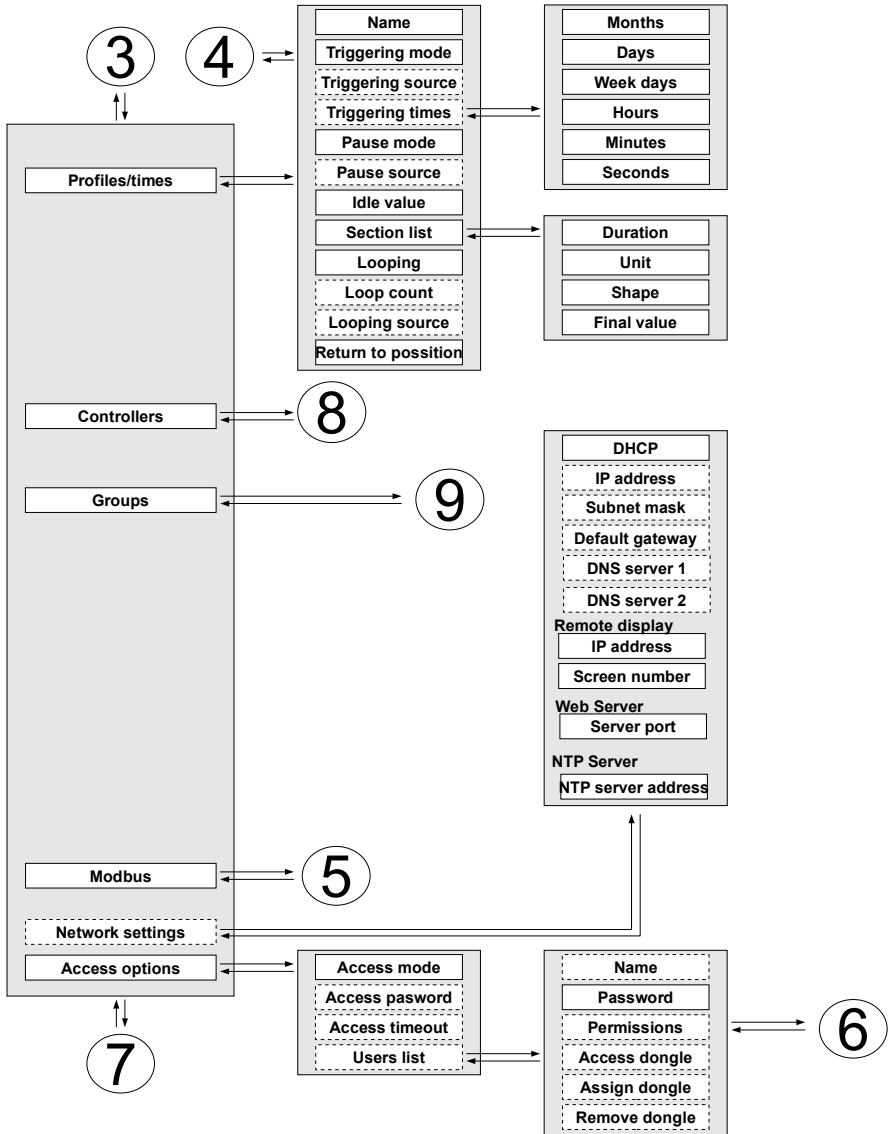 3
4
Name
Triggering mode
Triggering source
Triggering times
Pause mode
Pause source
Idle value
Section list
Looping
Loop count
Looping source
Return to possition
Months
Days
Week days
Hours
Minutes
Seconds
Duration
Unit
Shape
Final value
Profiles/times
Controllers
8
Groups
9
DHCP
IP address
Subnet mask
Default gateway
DNS server 1
DNS server 2
Remote display
IP address
Screen number
Web Server
Server port
NTP Server
NTP server address
Modbus
5
Network settings
Access options
7
Access mode
Access pasword
Access timeout
Users list
Name
Password
Permissions
Access dongle
Assign dongle
Remove dongle
6